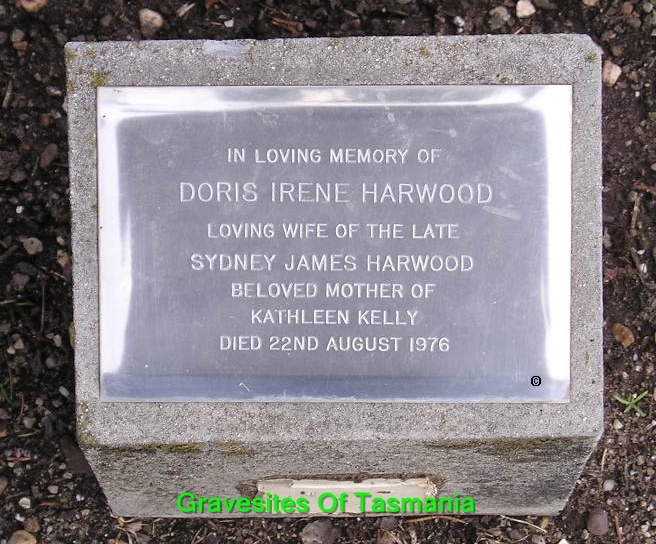 IN LOVING MEMORY OF
DORIS IRENE HARWOOD
LOVING WIFE OF THE LATE
SYDNEY JAMES HARWOOD
BELOVED MOTHER OF
KATHLEEN KELLY
DIED 22ND AUGUST 1976
©
Gravesites Of Tasmania